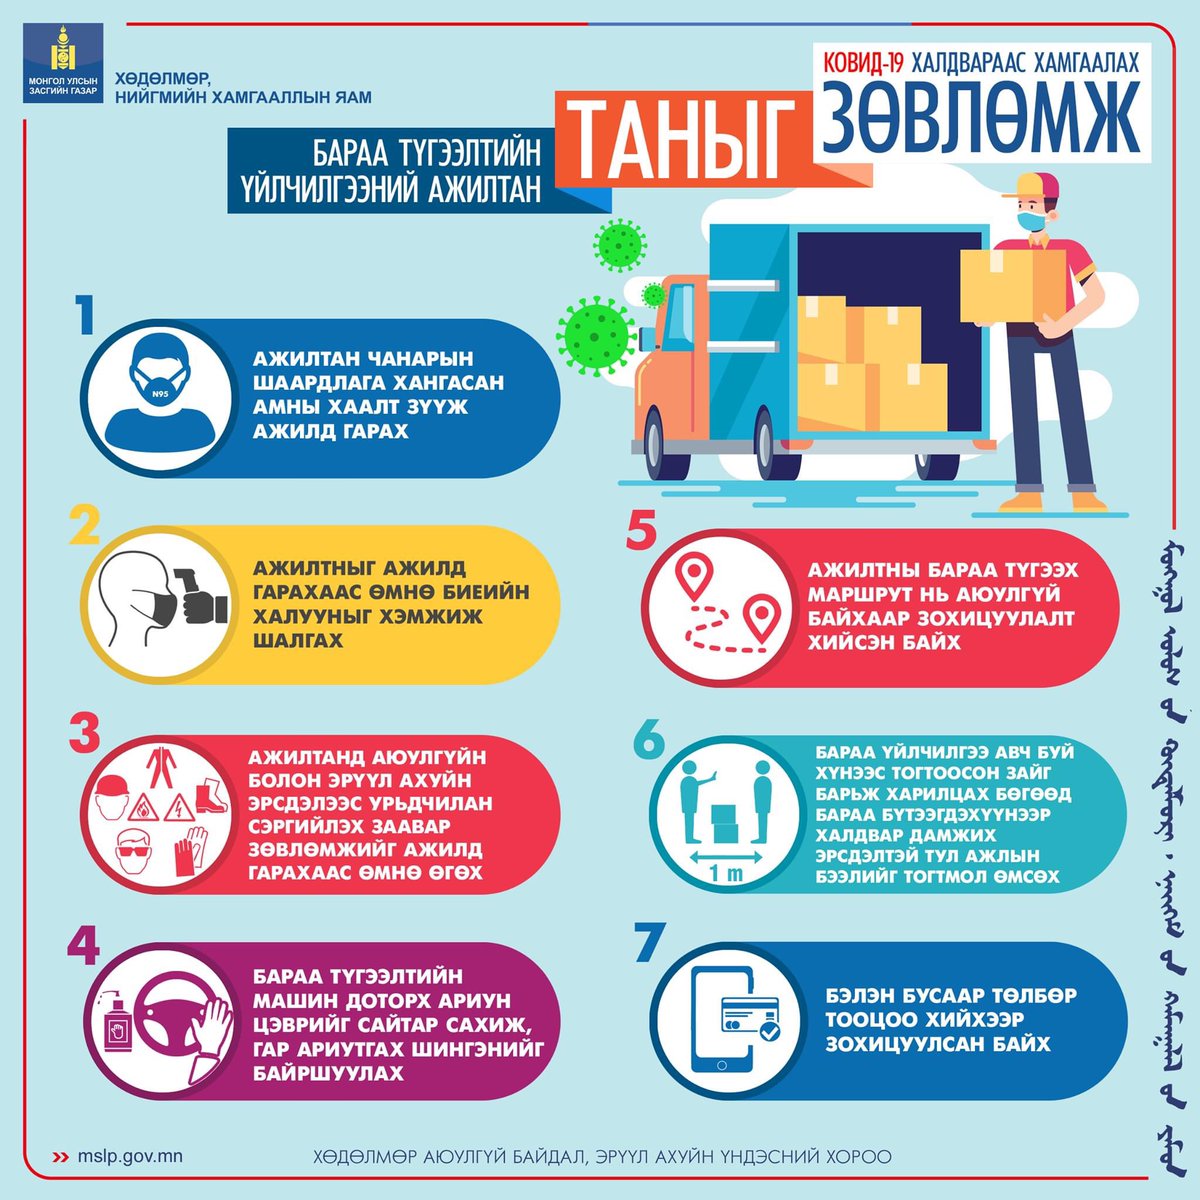 МОНГОЛ УЛСЫН
ЗАСГИЙН ГАЗАР
ХӨДӨЛМӨР,
НИЙГМИЙН ХАМГААЛЛЫН ЯАМ
БАРАА ТҮГЭЭЛТИЙН
ҮЙЛЧИЛГЭЭНИЙ АЖИЛТАН
ТАНЫГ
КОВИД-19 ХАЛДВАРААС ХАМГААЛАХ
ЗӨВЛӨМЖ
1
N95
АЖИЛТАН ЧАНАРЫН
ШААРДЛАГА ХАНГАСАН
АМНЫ ХААЛТ ЗҮҮЖ
АЖИЛД ГАРАХ
2
АЖИЛТНЫГ АЖИЛД
ГАРАХААС ӨМНӨ БИЕИЙН
ХАЛУУНЫГ ХЭМЖИЖ
ШАЛГАХ
3
АЖИЛТАНД АЮУЛГҮЙН
БОЛОН ЭРҮҮЛ АХУЙН
ЭРСДЭЛЭЭС УРЬДЧИЛАН
СЭРГИЙЛЭХ ЗААВАР
ЗӨВЛӨМЖИЙГ АЖИЛД
ГАРАХААС ӨМНӨ ӨГӨХ
4
БАРАА ТҮГЭЭЛТИЙН
МАШИН ДОТОРХ АРИУН
ЦЭВРИЙГ САЙТАР САХИЖ,
ГАР АРИУТГАХ ШИНГЭНИЙГ
БАЙРШУУЛАХ
5
АЖИЛТНЫ БАРАА ТҮГЭЭХ
МАРШРУТ НЬ АЮУЛГҮЙ
БАЙХААР ЗОХИЦУУЛАЛТ
ХИЙСЭН БАЙХ
6
1 m
БАРАА ҮЙЛЧИЛГЭЭ АВЧ БУЙ
ХҮНЭЭС ТОГТООСОН ЗАЙГ
БАРЬЖ ХАРИЛЦАХ БӨГӨӨД
БАРАА БҮТЭЭГДЭХҮҮНЭЭР
ХАЛДВАР ДАМЖИХ
ЭРСДЭЛТЭЙ ТУЛ АЖЛЫН
БЭЭЛИЙГ ТОГТМОЛ ӨМСӨХ
7
БЭЛЭН БУСААР ТӨЛБӨР
ТООЦОО ХИЙХЭЭР
ЗОХИЦУУЛСАН БАЙХ
>> mslp.gov.mn
ХӨДӨЛМӨР АЮУЛГҮЙ БАЙДАЛ, ЭРҮҮЛ АХУЙН ҮНДЭСНИЙ ХОРОО